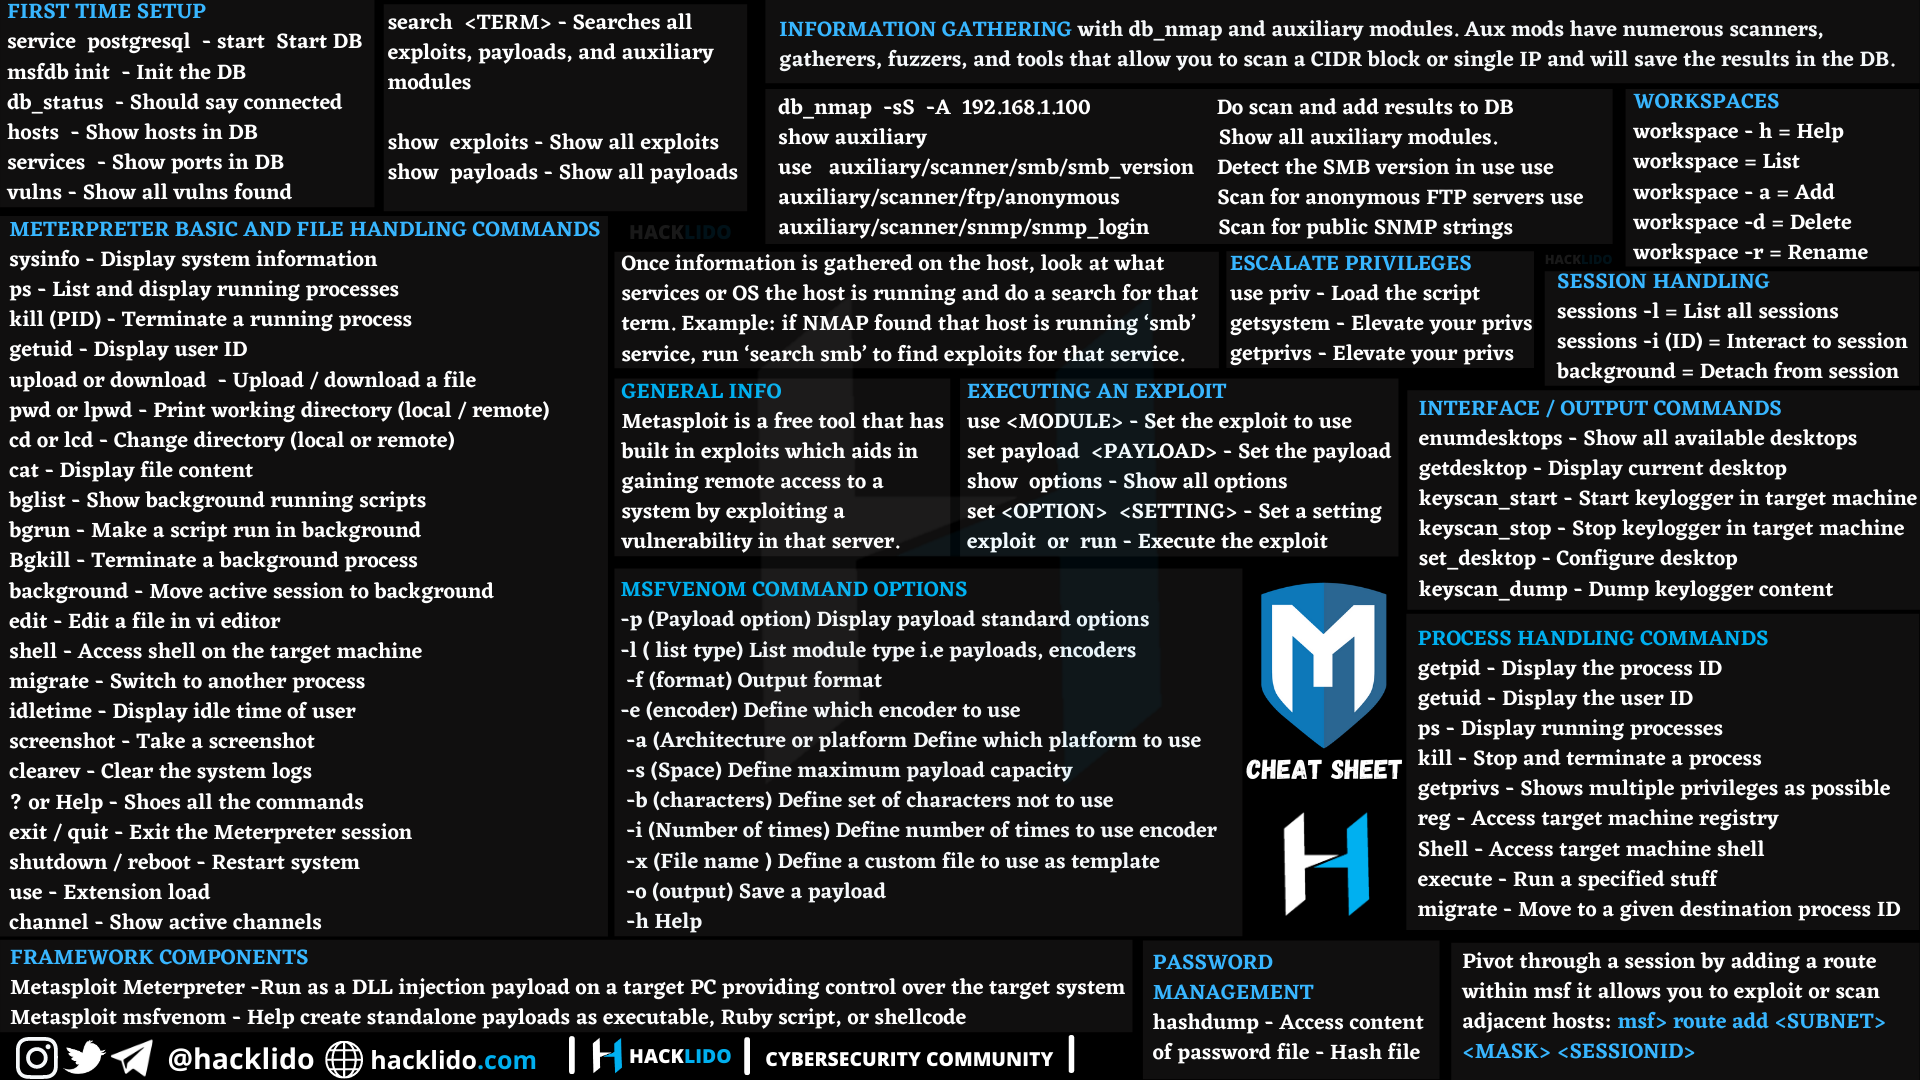 FIRST TIME SETUP
service postgresql - start Start DB
msfdb init - Init the DB
db_status - Should say connected
hosts - Show hosts in DB
services - Show ports in DB
vulns - Show all vulns found
search <TERM> - Searches all
exploits, payloads, and auxiliary
modules
show exploits - Show all exploits
show payloads - Show all payloads
INFORMATION GATHERING with db_nmap and auxiliary modules. Aux mods have numerous scanners,
gatherers, fuzzers, and tools that allow you to scan a CIDR block or single IP and will save the results in the DB.
db_nmap -sS -A 192.168.1.100 Do scan and add results to DB
show auxiliary Show all auxiliary modules.
use auxiliary/scanner/smb/smb_version Detect the SMB version in use use
auxiliary/scanner/ftp/anonymous Scan for anonymous FTP servers use
auxiliary/scanner/snmp/snmp_login Scan for public SNMP strings
WORKSPACES
workspace - h = Help
workspace = List
workspace - a = Add
workspace -d = Delete
workspace -r = Rename
METERPRETER BASIC AND FILE HANDLING COMMANDS
sysinfo - Display system information
ps - List and display running processes
kill (PID) - Terminate a running process
getuid - Display user ID
upload or download - Upload / download a file
pwd or lpwd - Print working directory (local / remote)
cd or lcd - Change directory (local or remote)
cat - Display file content
bglist - Show background running scripts
bgrun - Make a script run in background
Bgkill - Terminate a background process
background - Move active session to background
edit - Edit a file in vi editor
shell - Access shell on the target machine
migrate - Switch to another process
idletime - Display idle time of user
screenshot - Take a screenshot
clearev - Clear the system logs
? or Help - Shoes all the commands
exit / quit - Exit the Meterpreter session
shutdown / reboot - Restart system
use - Extension load
channel - Show active channels
HACKLIDO
Once information is gathered on the host, look at what
services or OS the host is running and do a search for that
term. Example: if NMAP found that host is running ‘smb’
service, run ‘search smb’ to find exploits for that service.
ESCALATE PRIVILEGES
use priv - Load the script
getsystem - Elevate your privs
getprivs - Elevate your privs
HACKLIDO
SESSION HANDLING
sessions -l = List all sessions
sessions -i (ID) = Interact to session
background = Detach from session
GENERAL INFO
Metasploit is a free tool that has
built in exploits which aids in
gaining remote access to a
system by exploiting a
vulnerability in that server.
EXECUTING AN EXPLOIT
use <MODULE> - Set the exploit to use
set payload <PAYLOAD> - Set the payload
show options - Show all options
set <OPTION> <SETTING> - Set a setting
exploit or run - Execute the exploit
INTERFACE / OUTPUT COMMANDS
enumdesktops - Show all available desktops
getdesktop - Display current desktop
keyscan_start - Start keylogger in target machine
keyscan_stop - Stop keylogger in target machine
set_desktop - Configure desktop
keyscan_dump - Dump keylogger content
MSFVENOM COMMAND OPTIONS
-p (Payload option) Display payload standard options
-l ( list type) List module type i.e payloads, encoders
-f (format) Output format
-e (encoder) Define which encoder to use
-a (Architecture or platform Define which platform to use
-s (Space) Define maximum payload capacity
-b (characters) Define set of characters not to use
-i (Number of times) Define number of times to use encoder
-x (File name ) Define a custom file to use as template
-o (output) Save a payload
-h Help
M
CHEAT SHEET
H
PROCESS HANDLING COMMANDS
getpid - Display the process ID
getuid - Display the user ID
ps - Display running processes
kill - Stop and terminate a process
getprivs - Shows multiple privileges as possible
reg - Access target machine registry
Shell - Access target machine shell
execute - Run a specified stuff
migrate - Move to a given destination process ID
FRAMEWORK COMPONENTS
Metasploit Meterpreter -Run as a DLL injection payload on a target PC providing control over the target system
Metasploit msfvenom - Help create standalone payloads as executable, Ruby script, or shellcode
PASSWORD
MANAGEMENT
hashdump - Access content
of password file - Hash file
Pivot through a session by adding a route
within msf it allows you to exploit or scan
adjacent hosts: msf> route add <SUBNET>
<MASK> <SESSIONID>
@hacklido hacklido.com | H HACKLIDO | CYBERSECURITY COMMUNITY |